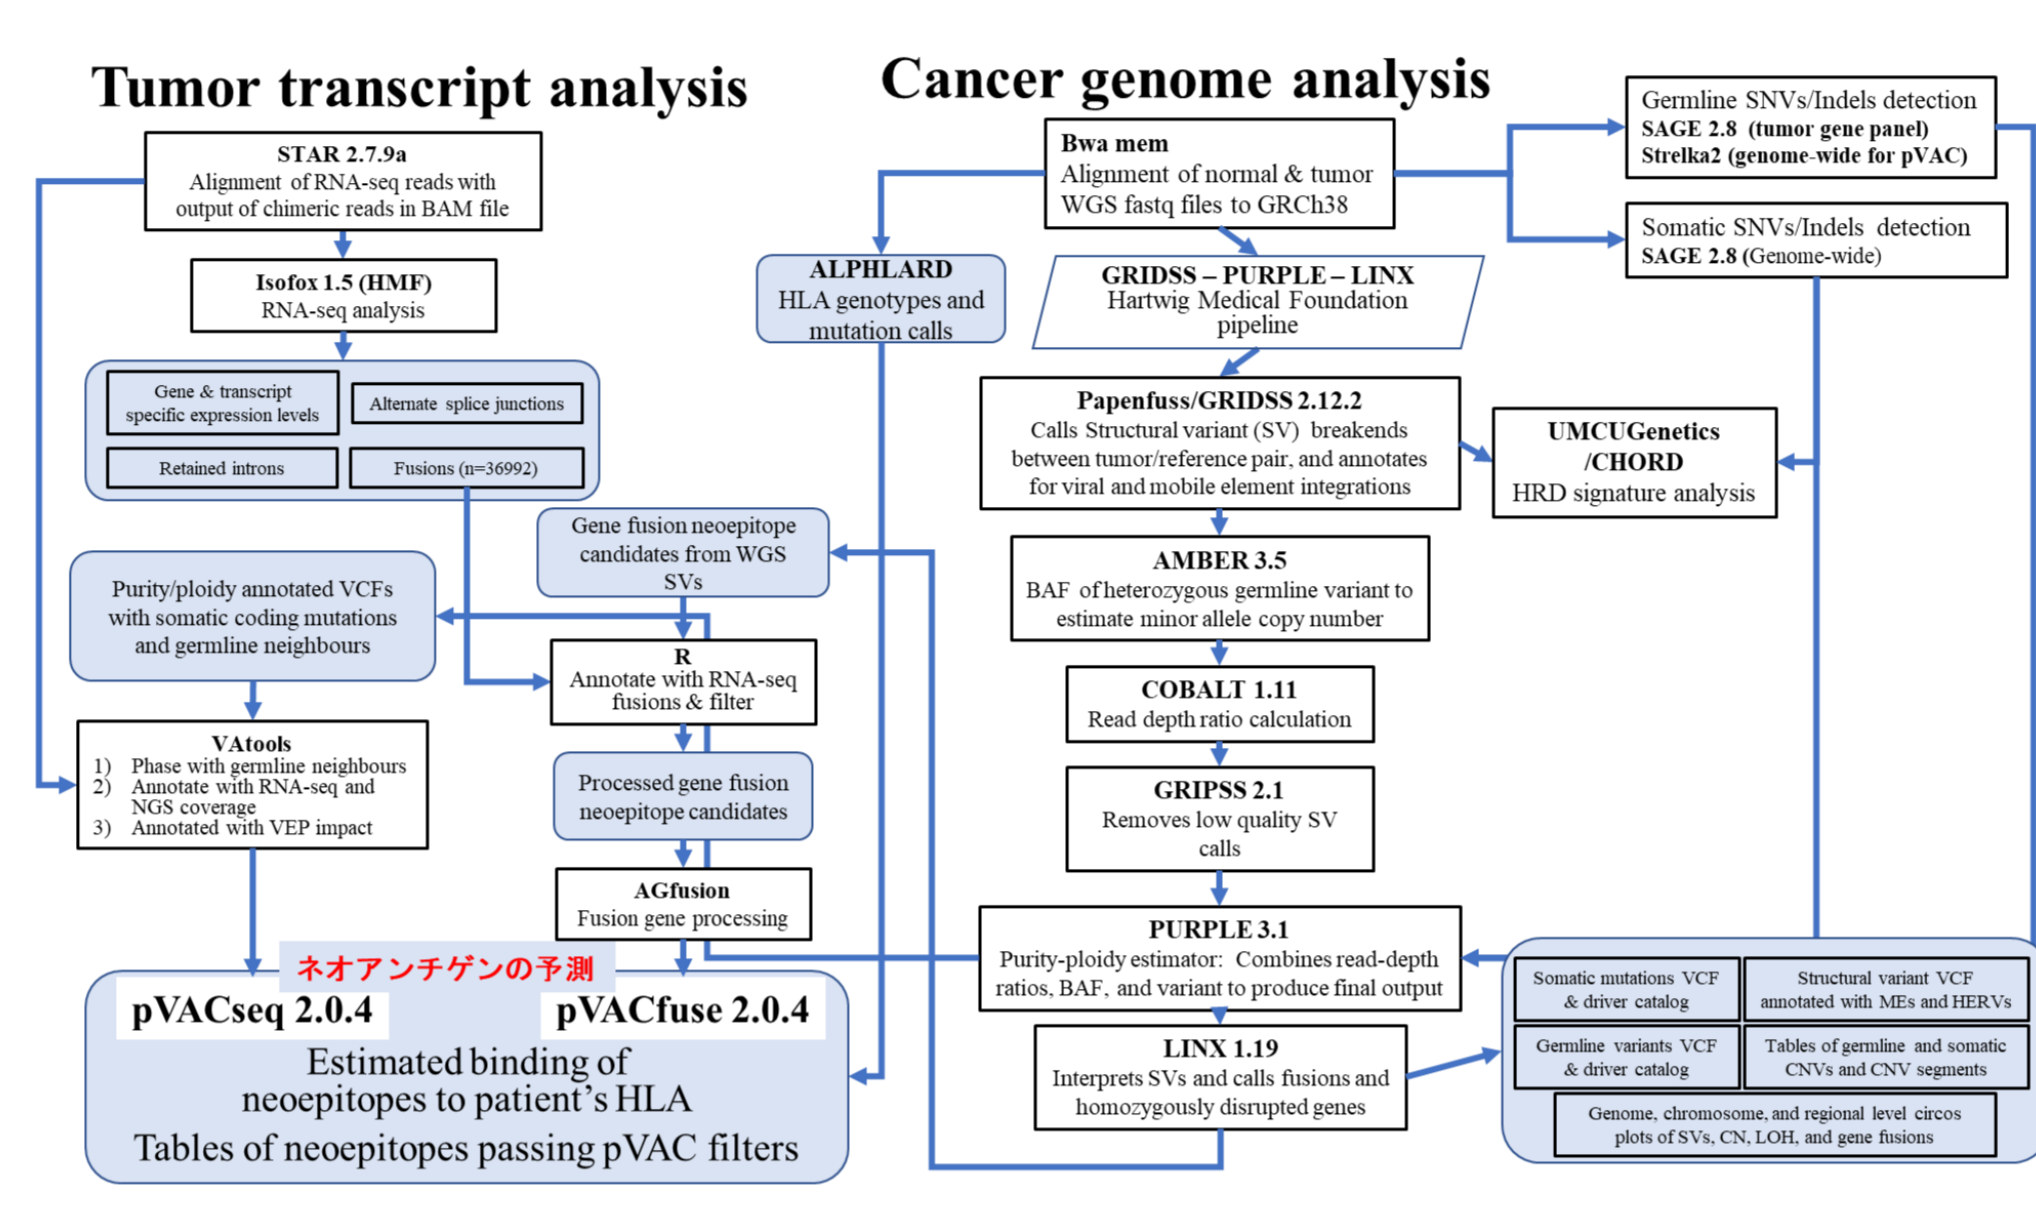 Tumor transcript analysis
STAR 2.7.9a
Alignment of RNA-seq reads with
output of chimeric reads in BAM file
Isofox 1.5 (HMF)
RNA-seq analysis
Gene & transcript
specific expression levels
Alternate splice junctions
Retained introns
Fusions (n=36992)
Gene fusion neoepitope
candidates from WGS
SVs
Purity/ploidy annotated VCFs
with somatic coding mutations
and germline neighbours
R
Annotate with RNA-seq
fusions & filter
VAtools
1) Phase with germline neighbours
2) Annotate with RNA-seq and
NGS coverage
3) Annotated with VEP impact
Processed gene fusion
neoepitope candidates
AGfusion
Fusion gene processing
ネオアンチゲンの予測
pVACseq 2.0.4
pVACfuse 2.0.4
Estimated binding of
neoepitopes to patient’s HLA
Tables of neoepitopes passing pVAC filters
Cancer genome analysis
Bwa mem
Alignment of normal & tumor
WGS fastq files to GRCh38
Germline SNVs/Indels detection
SAGE 2.8 (tumor gene panel)
Strelka2 (genome-wide for pVAC)
Somatic SNVs/Indels detection
SAGE 2.8 (Genome-wide)
ALPHLARD
HLA genotypes and
mutation calls
GRIDSS – PURPLE – LINX
Hartwig Medical Foundation
pipeline
Papenfuss/GRIDSS 2.12.2
Calls Structural variant (SV) breakends
between tumor/reference pair, and annotates
for viral and mobile element integrations
UMCUGenetics
/CHORD
HRD signature analysis
AMBER 3.5
BAF of heterozygous germline variant to
estimate minor allele copy number
COBALT 1.11
Read depth ratio calculation
GRIPSS 2.1
Removes low quality SV
calls
PURPLE 3.1
Purity-ploidy estimator: Combines read-depth
ratios, BAF, and variant to produce final output
LINX 1.19
Interprets SVs and calls fusions and
homozygously disrupted genes
Somatic mutations VCF
& driver catalog
Structural variant VCF
annotated with MEs and HERVs
Germline variants VCF
& driver catalog
Tables of germline and somatic
CNVs and CNV segments
Genome, chromosome, and regional level circos
plots of SVs, CN, LOH, and gene fusions